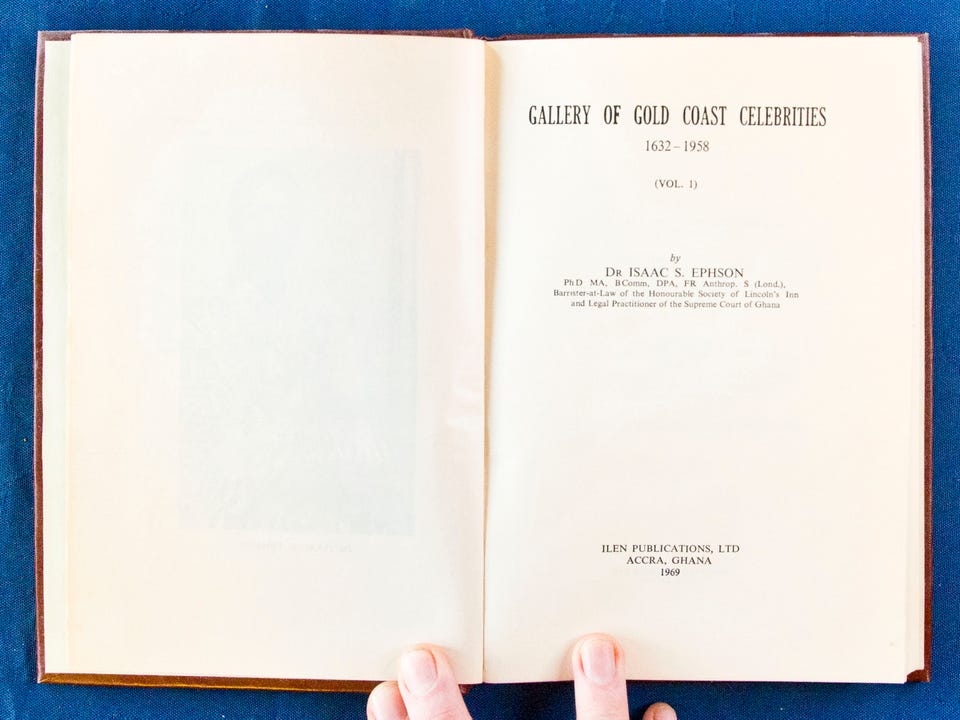 GALLERY OF GOLD COAST CELEBRITIES
1632–1958
(VOL. I)
by
DR ISAAC S. EPHSON
PhD MA, BComm, DPA, FR Anthrop. S (Lond.),
Barrister-at-Law of the Honourable Society of Lincoln's Inn
and Legal Practitioner of the Supreme Court of Ghana
ILEN PUBLICATIONS, LTD
ACCRA, GHANA
1969